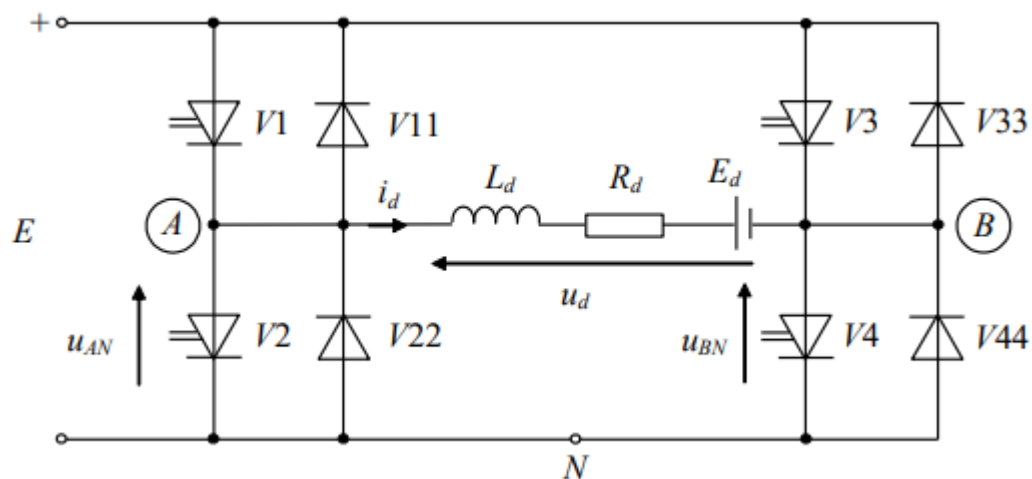 +
V1
V11
V3
V33
E
A
i_d
L_d
R_d
E_d
B
u_d
u_AN
V2
V22
u_BN
V4
V44
N